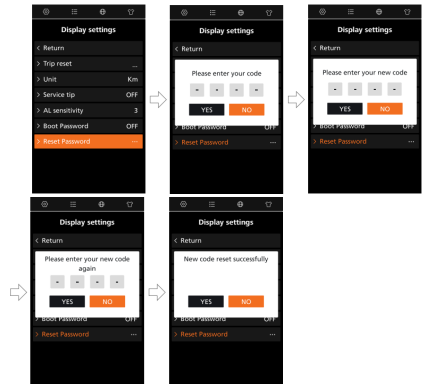 Display settings
< Return
> Trip reset ...
> Unit Km
> Service tip OFF
> AL sensitivity 3
> Boot Password OFF
> Reset Password ...
Display settings
< Return
Please enter your code
- - - -
YES NO
> Boot Password OFF
> Reset Password ...
Display settings
< Return
Please enter your new code
- - - -
YES NO
> Boot Password OFF
> Reset Password ...
Display settings
< Return
Please enter your new code
again
- - - -
YES NO
> Boot Password OFF
> Reset Password ...
Display settings
< Return
New code reset successfully
YES NO
> Boot Password OFF
> Reset Password ...